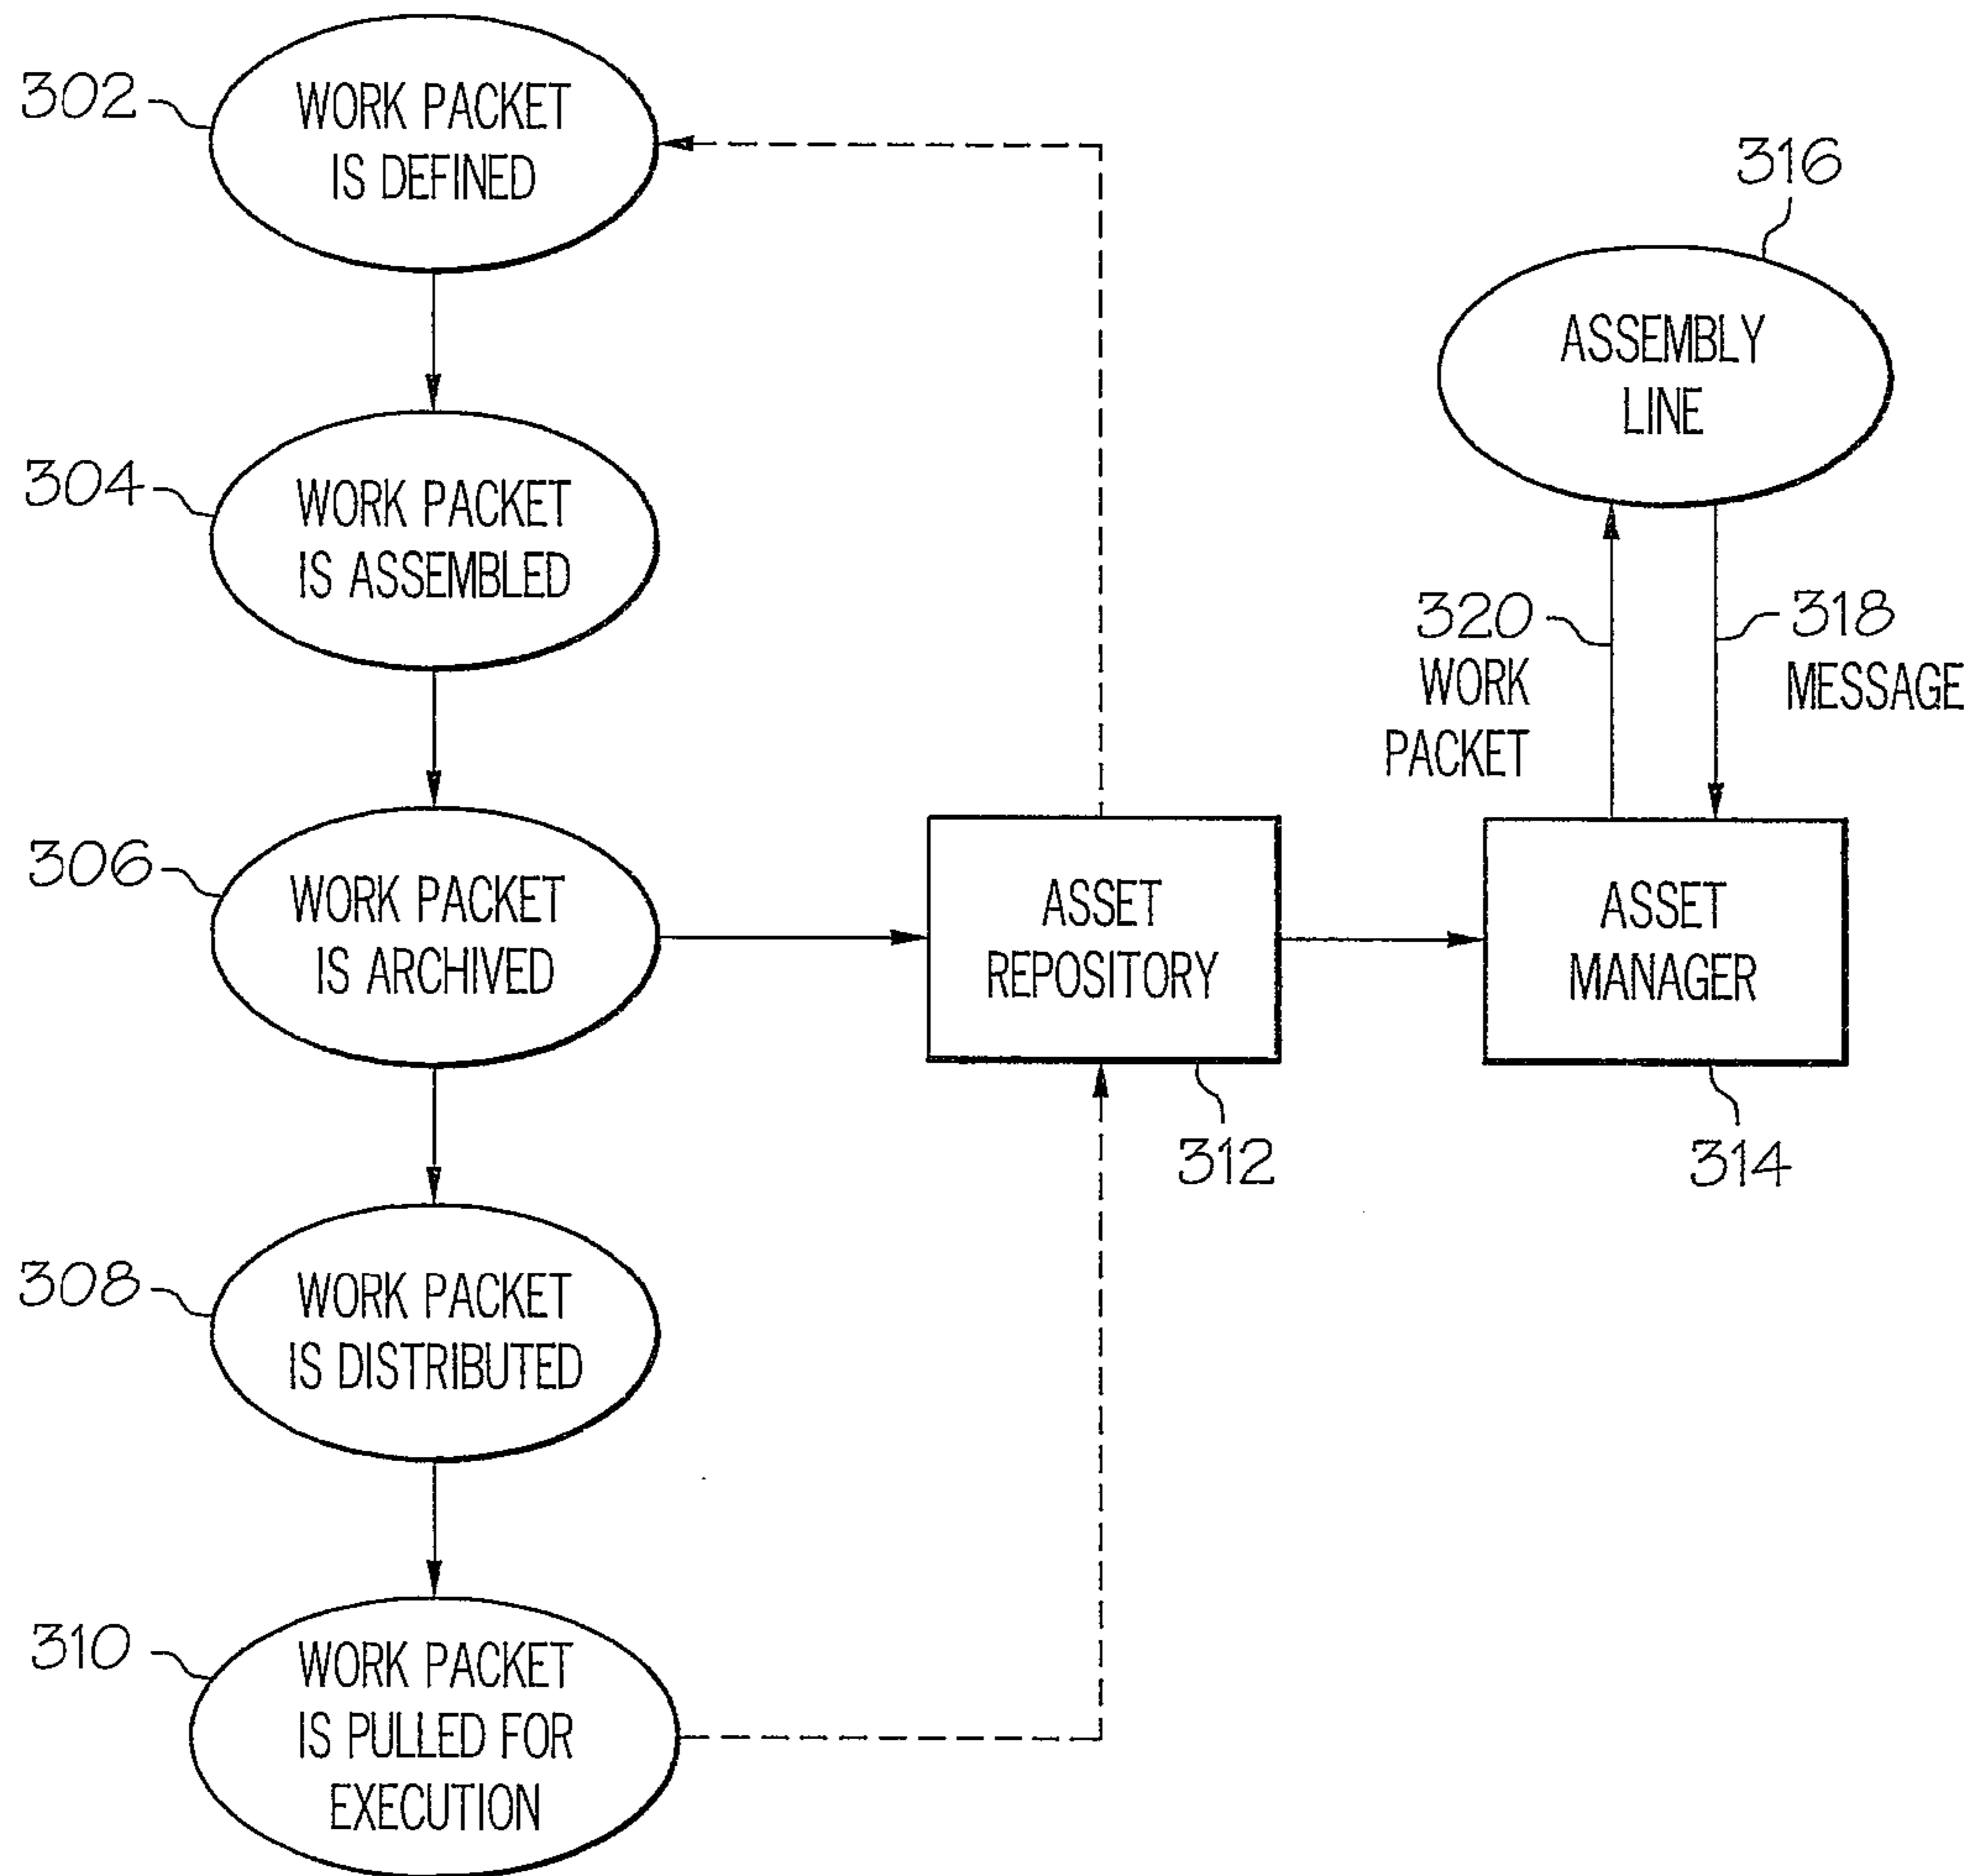 302
WORK PACKET
IS DEFINED
304
WORK PACKET
IS ASSEMBLED
306
WORK PACKET
IS ARCHIVED
308
WORK PACKET
IS DISTRIBUTED
310
WORK PACKET
IS PULLED FOR
EXECUTION
ASSET
REPOSITORY
312
316
ASSEMBLY
LINE
320
WORK
PACKET
318
MESSAGE
ASSET
MANAGER
314